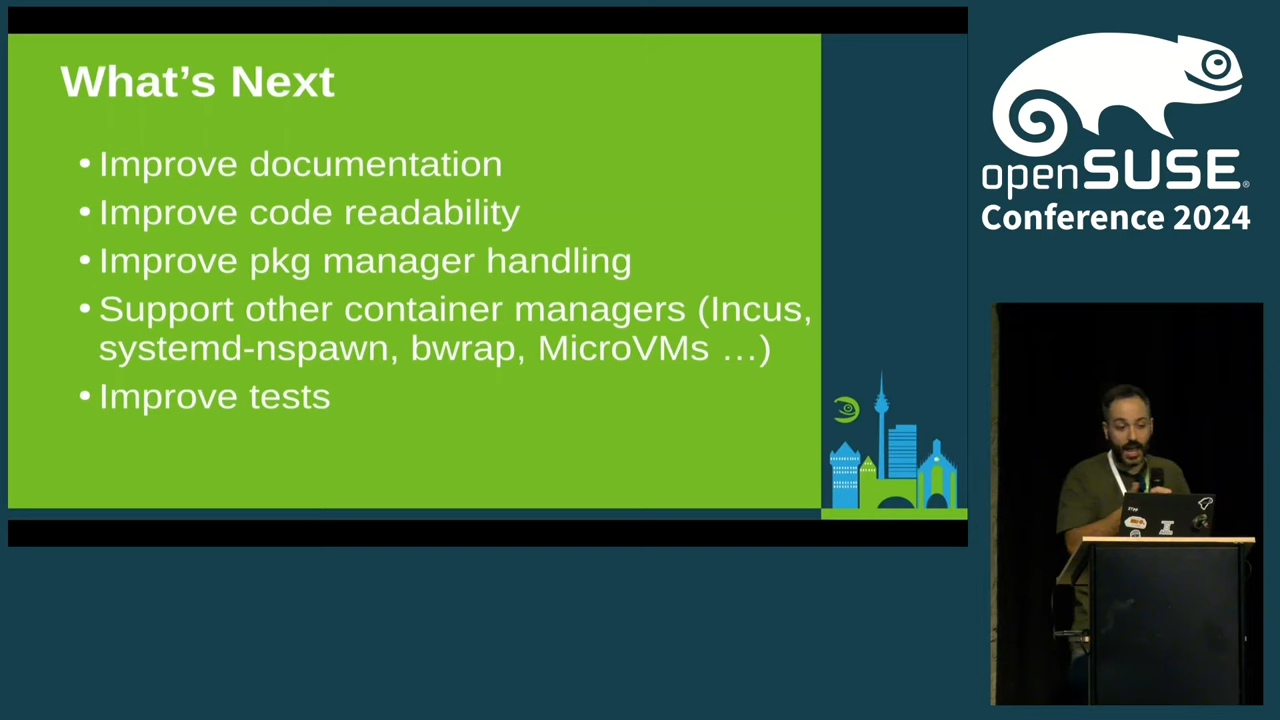 What's Next
• Improve documentation
• Improve code readability
• Improve pkg manager handling
• Support other container managers (Incus,
systemd-nspawn, bwrap, MicroVMs …)
• Improve tests
openSUSE®
Conference 2024